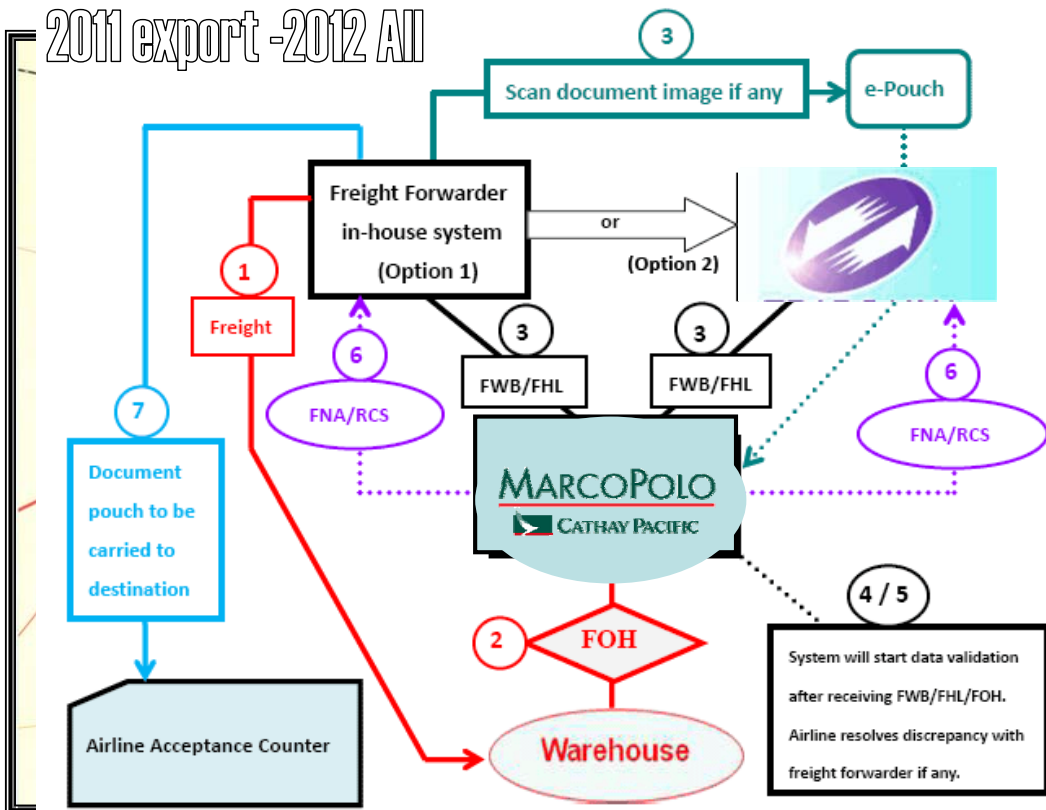 2011 export -2012 All
3
Scan document image if any
e-Pouch
Freight Forwarder
in-house system
(Option 1)
or
(Option 2)
1
Freight
3
3
FWB/FHL
FWB/FHL
6
FNA/RCS
6
FNA/RCS
7
Document
pouch to be
carried to
destination
MARCOPOLO
CATHAY PACIFIC
4 / 5
System will start data validation
after receiving FWB/FHL/FOH.
Airline resolves discrepancy with
freight forwarder if any.
2
FOH
Airline Acceptance Counter
Warehouse